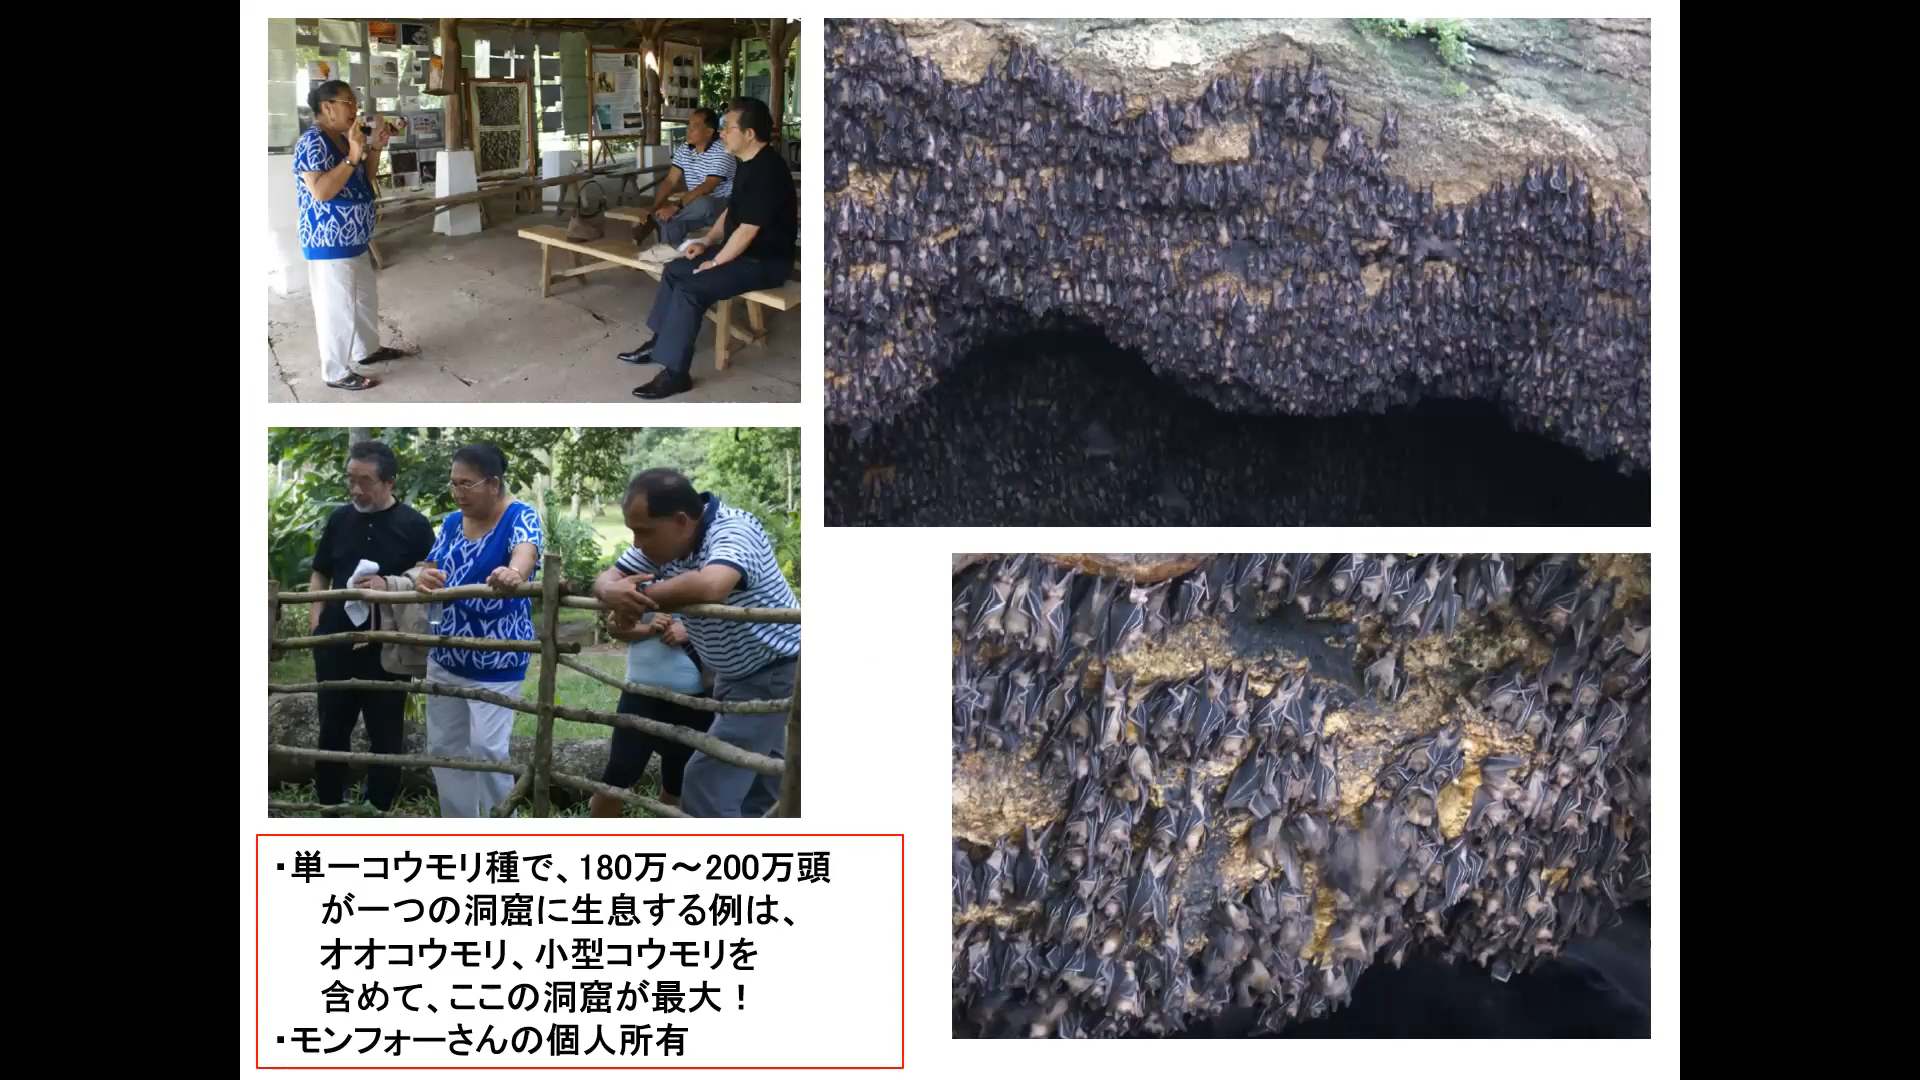 ・単一コウモリ種で、180万～200万頭
が一つの洞窟に生息する例は、
オオコウモリ、小型コウモリを
含めて、ここの洞窟が最大！
・モンフォーさんの個人所有